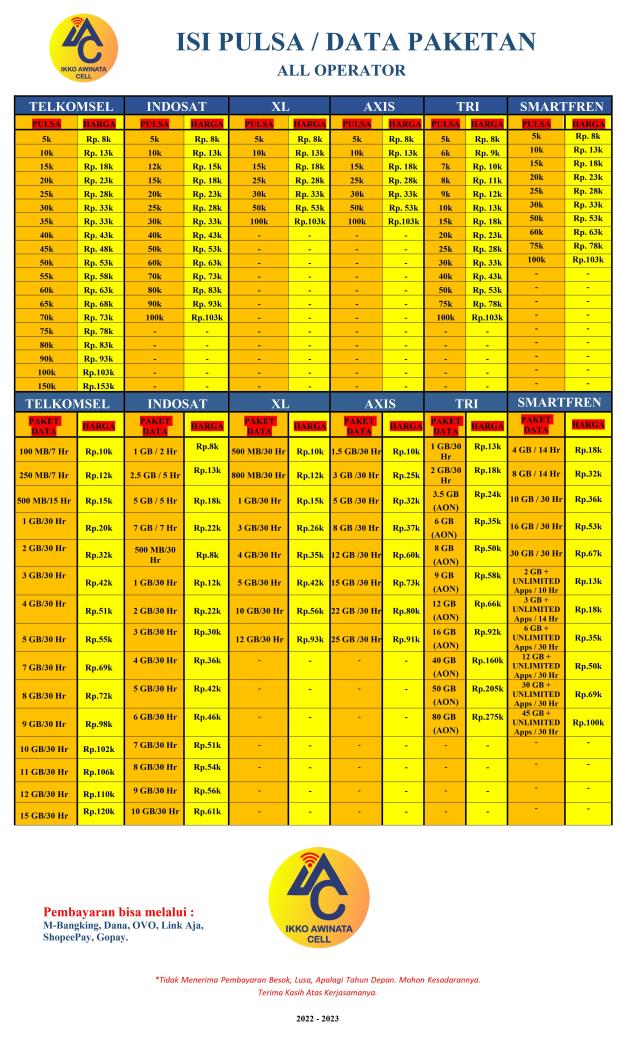 IKKO AWINATA
CELL
ISI PULSA / DATA PAKETAN
ALL OPERATOR
TELKOMSEL INDOSAT XL AXIS TRI SMARTFREN
PULSA HARGA PULSA HARGA PULSA HARGA PULSA HARGA PULSA HARGA PULSA HARGA
5k Rp. 8k 5k Rp. 8k 5k Rp. 8k 5k Rp. 8k 5k Rp. 8k 5k Rp. 8k
10k Rp. 13k 10k Rp. 13k 10k Rp. 13k 10k Rp. 13k 6k Rp. 9k 10k Rp. 13k
15k Rp. 18k 12k Rp. 15k 15k Rp. 18k 15k Rp. 18k 7k Rp. 10k 15k Rp. 18k
20k Rp. 23k 15k Rp. 18k 25k Rp. 28k 25k Rp. 28k 8k Rp. 11k 20k Rp. 23k
25k Rp. 28k 20k Rp. 23k 30k Rp. 33k 30k Rp. 33k 9k Rp. 12k 25k Rp. 28k
30k Rp. 33k 25k Rp. 28k 50k Rp. 53k 50k Rp. 53k 10k Rp. 13k 30k Rp. 33k
35k Rp. 38k 30k Rp. 33k 100k Rp.103k 100k Rp.103k 15k Rp. 18k 50k Rp. 53k
40k Rp. 43k 40k Rp. 43k - - - - 20k Rp. 23k 60k Rp. 63k
45k Rp. 48k 50k Rp. 53k - - - - 25k Rp. 28k 75k Rp. 78k
50k Rp. 53k 60k Rp. 63k - - - - 30k Rp. 33k 100k Rp.103k
55k Rp. 58k 70k Rp. 73k - - - - 40k Rp. 43k - -
60k Rp. 63k 80k Rp. 83k - - - - 50k Rp. 53k - -
65k Rp. 68k 90k Rp. 93k - - - - 75k Rp. 78k - -
70k Rp. 73k 100k Rp.103k - - - - 100k Rp.103k - -
75k Rp. 78k - - - - - - - - - -
80k Rp. 83k - - - - - - - - - -
90k Rp. 93k - - - - - - - - - -
100k Rp.103k - - - - - - - - - -
150k Rp.153k - - - - - - - - - -
TELKOMSEL INDOSAT XL AXIS TRI SMARTFREN
PAKET DATA HARGA PAKET DATA HARGA PAKET DATA HARGA PAKET DATA HARGA PAKET DATA HARGA PAKET DATA HARGA
100 MB/7 Hr Rp.10k 1 GB / 2 Hr Rp.8k 500 MB/30 Hr Rp.10k 1.5 GB/30 Hr Rp.10k 1 GB/30 Hr Rp.13k 4 GB / 14 Hr Rp.18k
250 MB/7 Hr Rp.12k 2.5 GB / 5 Hr Rp.13k 800 MB/30 Hr Rp.12k 3 GB /30 Hr Rp.25k 2 GB/30 Hr Rp.18k 8 GB / 14 Hr Rp.32k
500 MB/15 Hr Rp.15k 5 GB / 5 Hr Rp.18k 1 GB/30 Hr Rp.15k 5 GB /30 Hr Rp.32k 3.5 GB (AON) Rp.24k 10 GB / 30 Hr Rp.36k
1 GB/30 Hr Rp.20k 7 GB / 7 Hr Rp.22k 3 GB/30 Hr Rp.26k 8 GB /30 Hr Rp.37k 6 GB (AON) Rp.35k 16 GB / 30 Hr Rp.53k
2 GB/30 Hr Rp.32k 500 MB/30 Hr Rp.8k 4 GB/30 Hr Rp.35k 12 GB /30 Hr Rp.60k 8 GB (AON) Rp.50k 30 GB / 30 Hr Rp.67k
3 GB/30 Hr Rp.42k 1 GB/30 Hr Rp.12k 5 GB/30 Hr Rp.42k 15 GB /30 Hr Rp.73k 9 GB (AON) Rp.58k 2 GB + UNLIMITED Apps / 10 Hr Rp.13k
4 GB/30 Hr Rp.51k 2 GB/30 Hr Rp.22k 10 GB/30 Hr Rp.56k 22 GB /30 Hr Rp.80k 12 GB (AON) Rp.66k 3 GB + UNLIMITED Apps / 14 Hr Rp.18k
5 GB/30 Hr Rp.55k 3 GB/30 Hr Rp.30k 12 GB/30 Hr Rp.93k 25 GB /30 Hr Rp.91k 16 GB (AON) Rp.92k 6 GB + UNLIMITED Apps / 30 Hr Rp.35k
7 GB/30 Hr Rp.69k 4 GB/30 Hr Rp.36k - - - - 40 GB (AON) Rp.160k 12 GB + UNLIMITED Apps / 30 Hr Rp.50k
8 GB/30 Hr Rp.72k 5 GB/30 Hr Rp.42k - - - - 50 GB (AON) Rp.205k 30 GB + UNLIMITED Apps / 30 Hr Rp.69k
9 GB/30 Hr Rp.98k 6 GB/30 Hr Rp.46k - - - - 80 GB (AON) Rp.275k 45 GB + UNLIMITED Apps / 30 Hr Rp.100k
10 GB/30 Hr Rp.102k 7 GB/30 Hr Rp.51k - - - - - - - -
11 GB/30 Hr Rp.106k 8 GB/30 Hr Rp.54k - - - - - - - -
12 GB/30 Hr Rp.110k 9 GB/30 Hr Rp.56k - - - - - - - -
15 GB/30 Hr Rp.120k 10 GB/30 Hr Rp.61k - - - - - - - -
Pembayaran bisa melalui :
M-Bangking, Dana, OVO, Link Aja,
ShopeePay, Gopay.
IKKO AWINATA
CELL
*Tidak Menerima Pembayaran Besok, Lusa, Apalagi Tahun Depan. Mohon Kesadarannya.
Terima Kasih Atas Kerjasamanya.
2022 - 2023